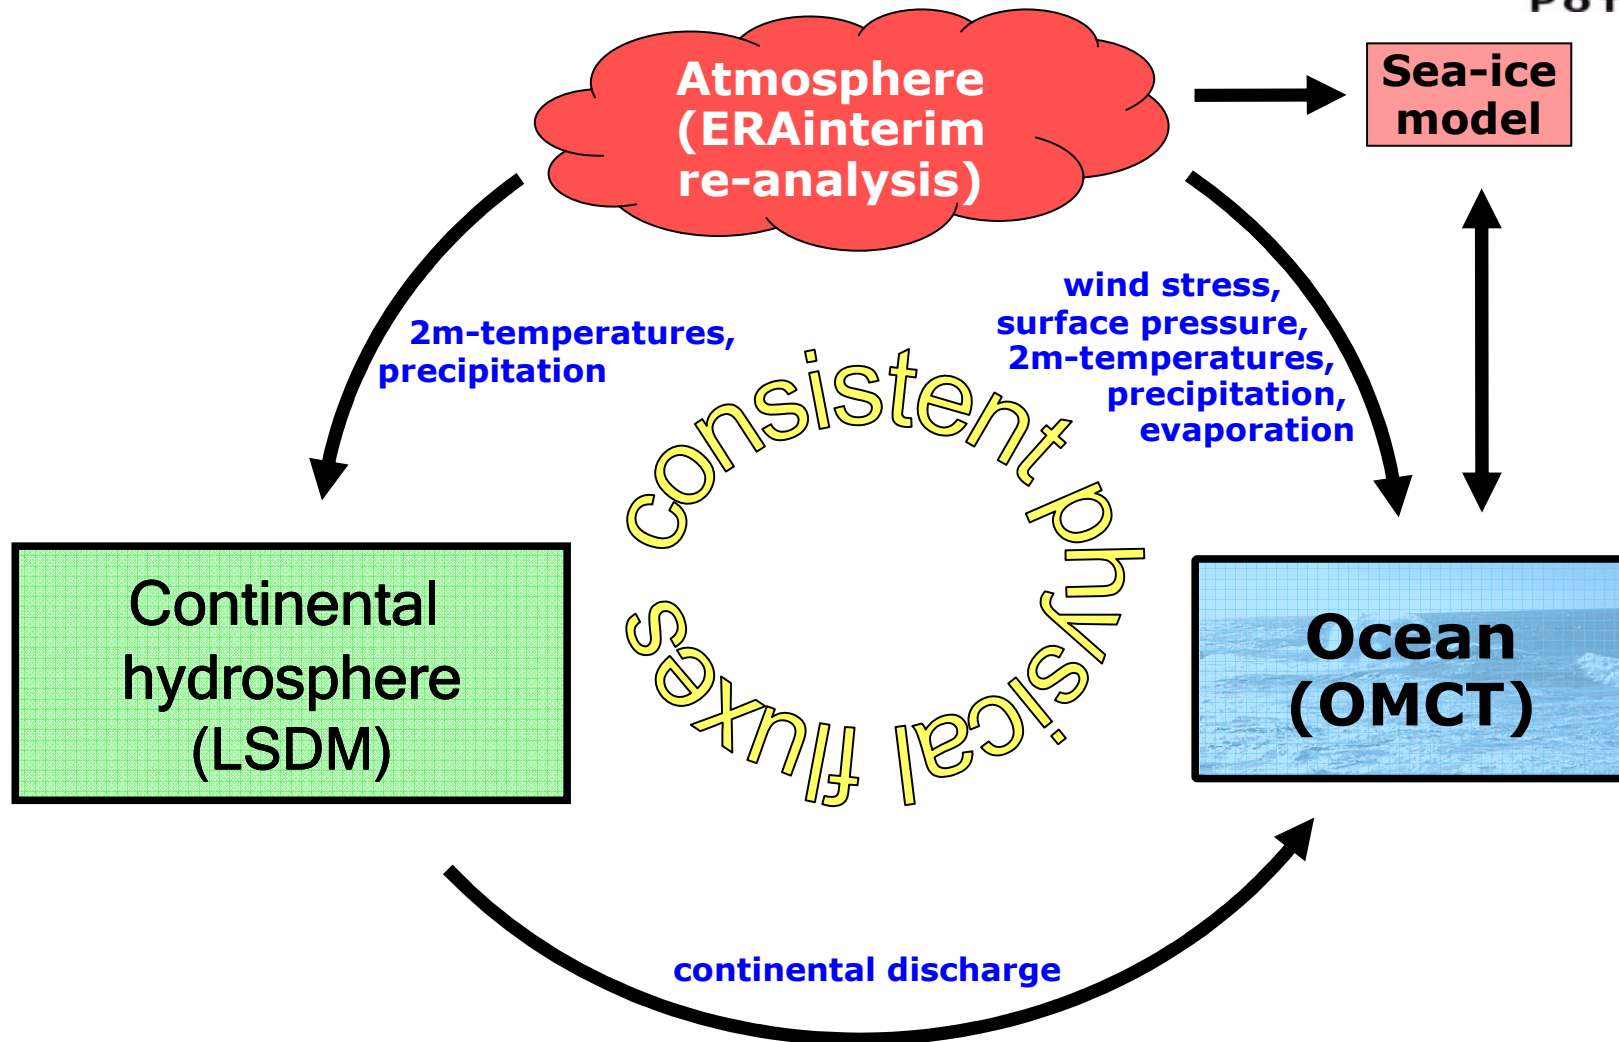 Atmosphere
(ERAinterim
re-analysis)
Sea-ice
model
2m-temperatures,
precipitation
wind stress,
surface pressure,
2m-temperatures,
precipitation,
evaporation
consistent physical fluxes
Continental
hydrosphere
(LSDM)
Ocean
(OMCT)
continental discharge